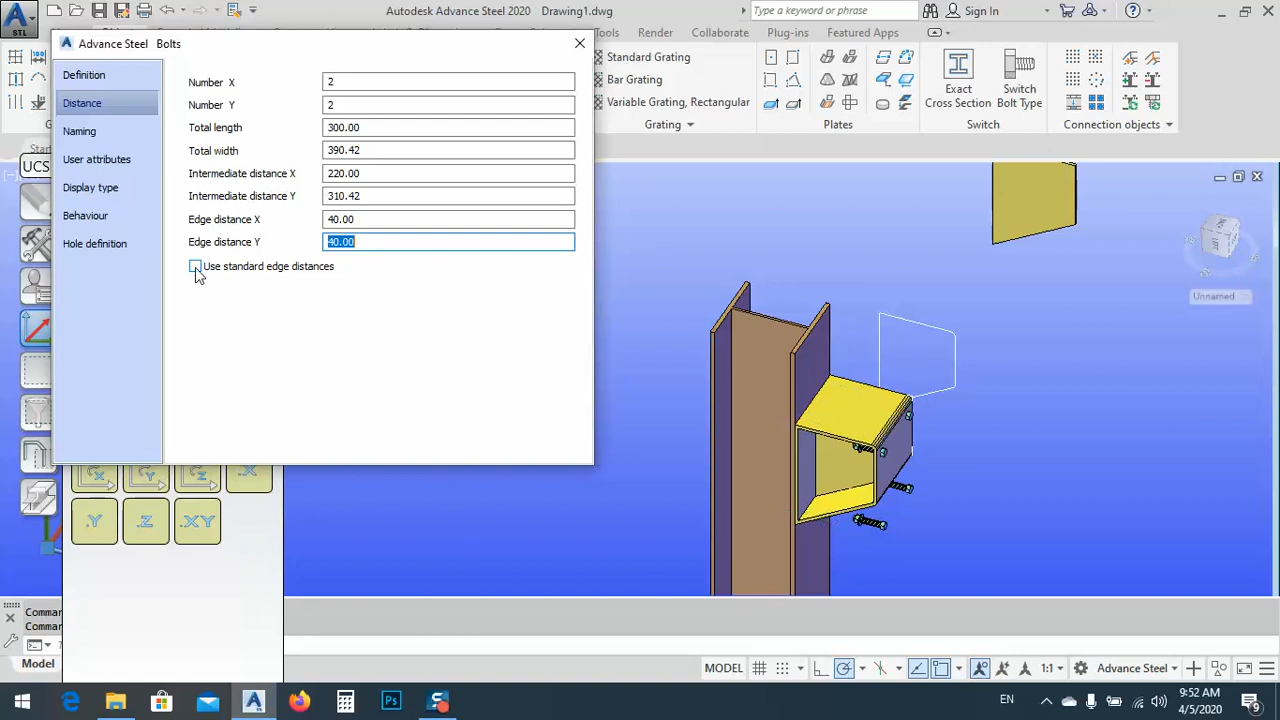 STL
Autodesk Advance Steel 2020 Drawing1.dwg
Type a keyword or phrase
Sign In
Tools Render Collaborate Plug-ins Featured Apps
Advance Steel Bolts
Definition
Distance
Naming
User attributes
Display type
Behaviour
Hole definition
Number X 2
Number Y 2
Total length 300.00
Total width 390.42
Intermediate distance X 220.00
Intermediate distance Y 310.42
Edge distance X 40.00
Edge distance Y 40.00
Use standard edge distances
Standard Grating
Bar Grating
Variable Grating, Rectangular
Grating
Plates
Exact
Cross Section
Switch
Bolt Type
Switch
Connection objects
UCS
Unnamed
.X
.Y .Z .XY
Comma
Comma
Model
MODEL
1:1
Advance Steel
EN
9:52 AM
4/5/2020
9
Ps